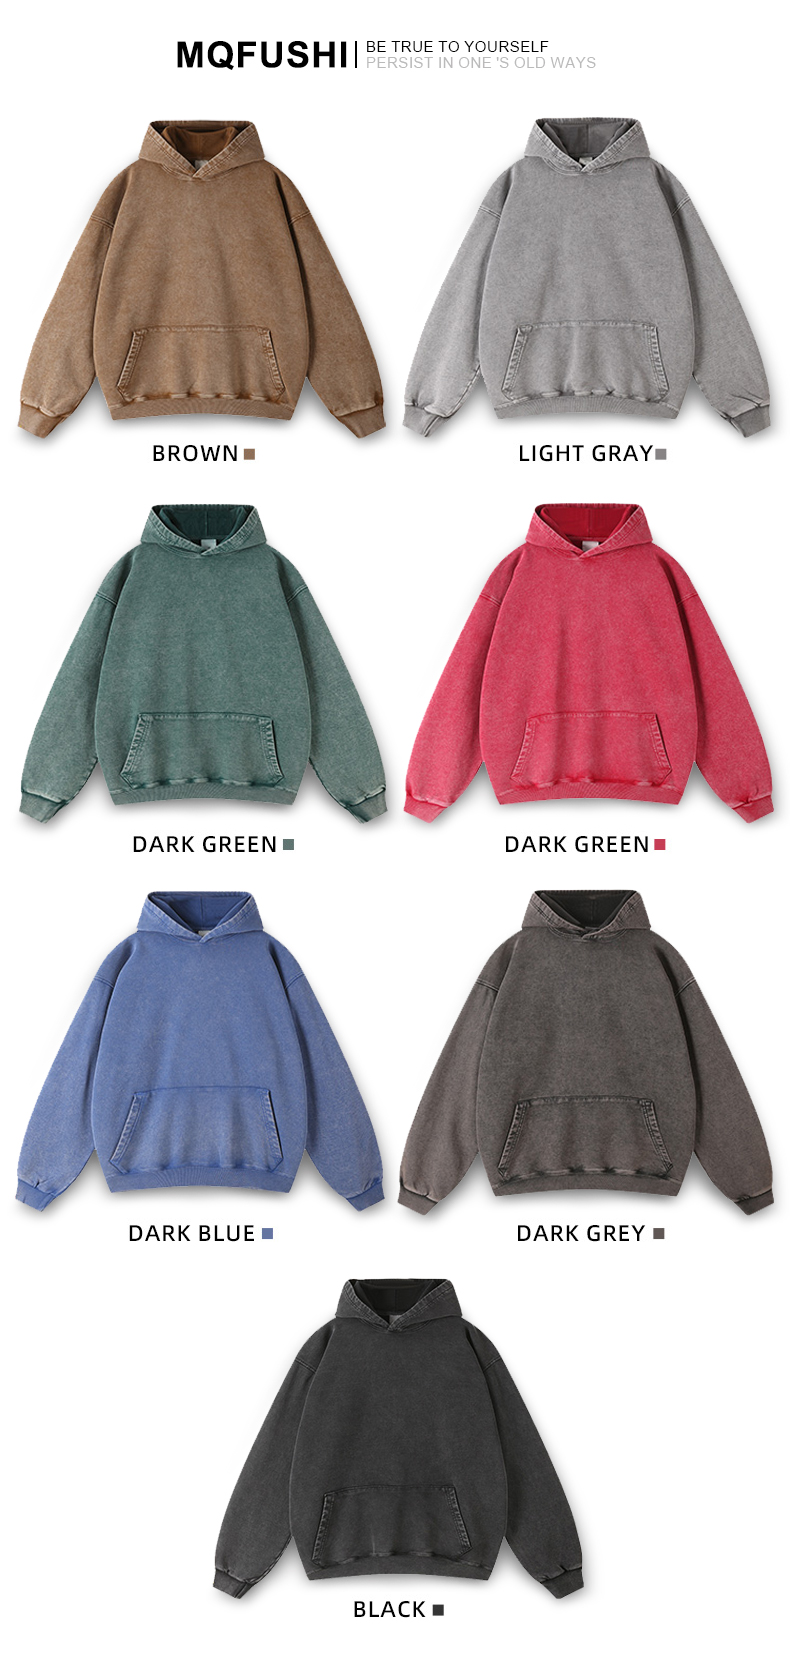 MQFUSHI
BE TRUE TO YOURSELF
PERSIST IN ONE 'S OLD WAYS
BROWN
LIGHT GRAY
DARK GREEN
DARK GREEN
DARK BLUE
DARK GREY
BLACK